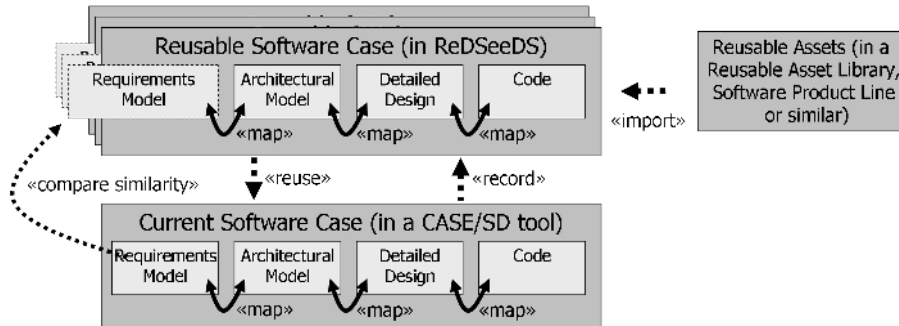 Reusable Software Case (in ReDSeeDS)
Requirements
Model
Architectural
Model
Detailed
Design
Code
«map»
«map»
«map»
Reusable Assets (in a
Reusable Asset Library,
Software Product Line
or similar)
«import»
«compare similarity»
«reuse»
«record»
Current Software Case (in a CASE/SD tool)
Requirements
Model
Architectural
Model
Detailed
Design
Code
«map»
«map»
«map»